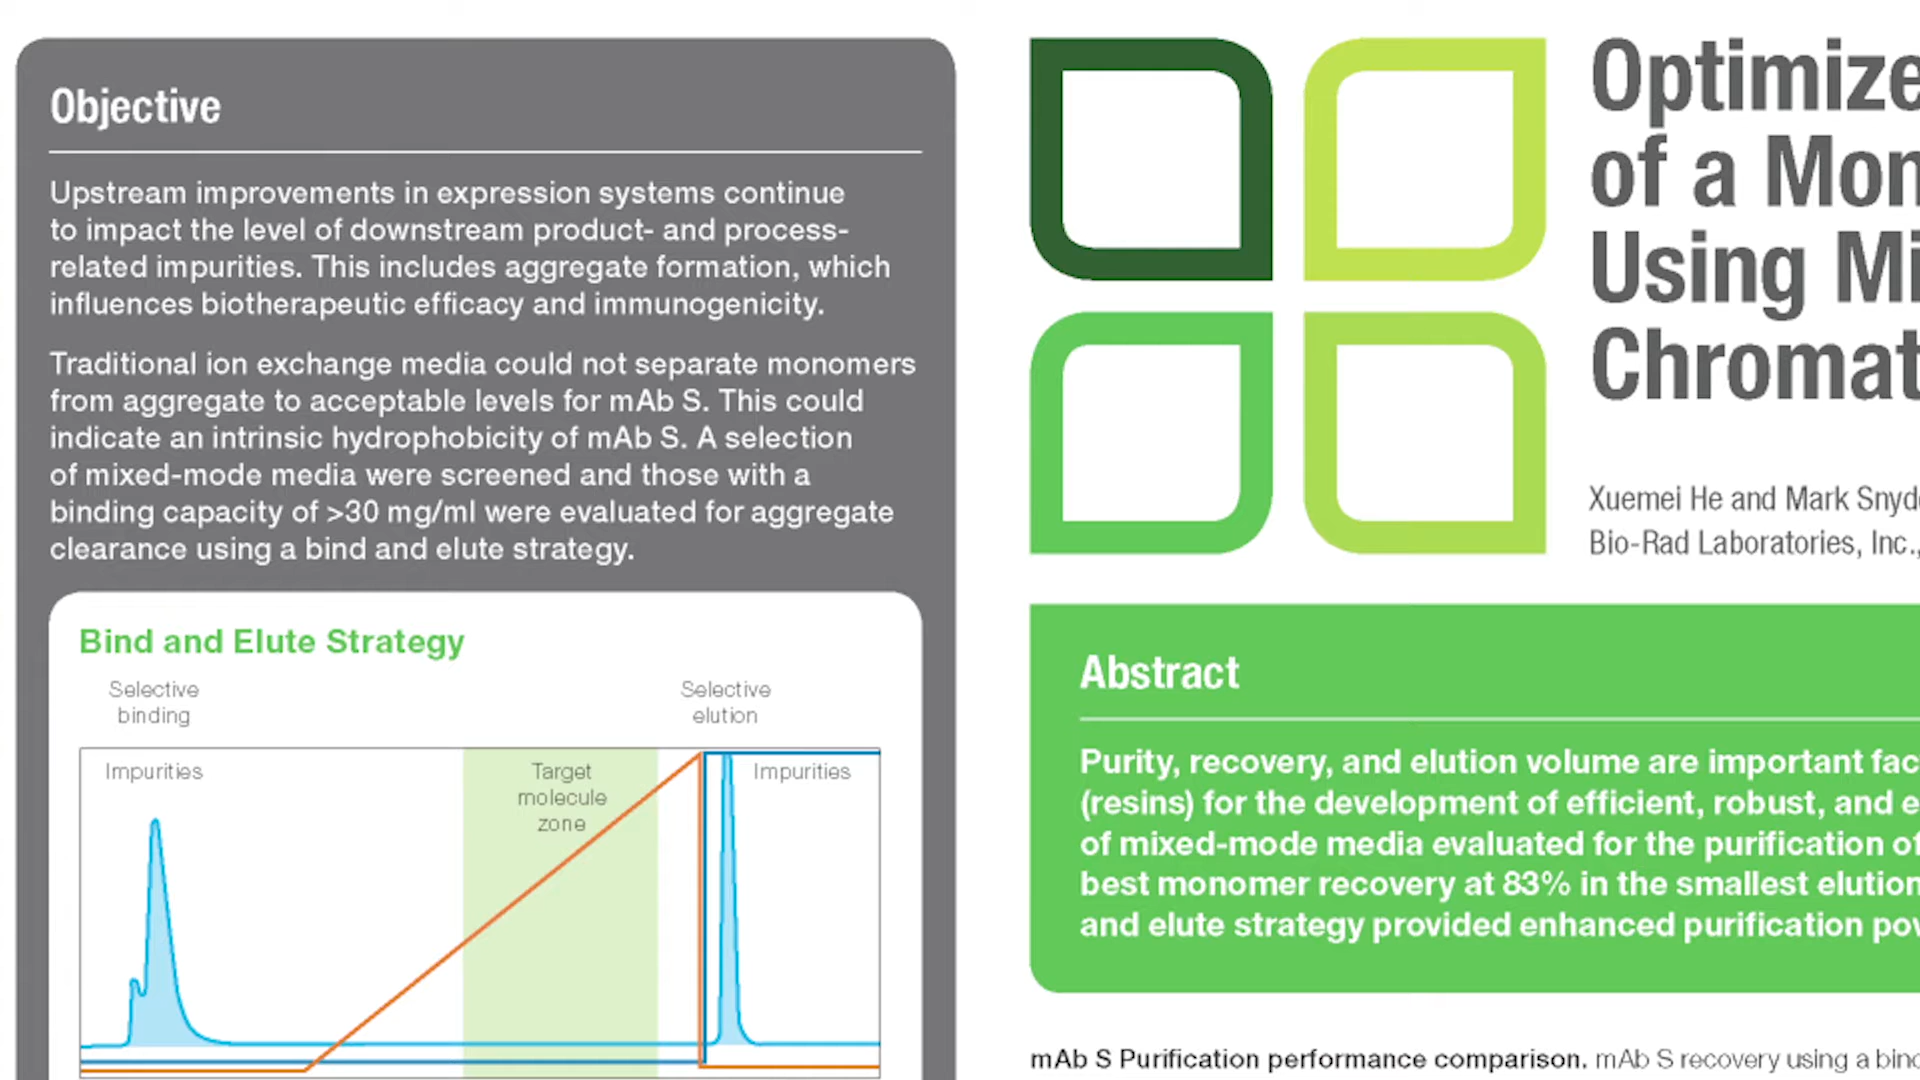 Objective
Upstream improvements in expression systems continue
to impact the level of downstream product- and process-
related impurities. This includes aggregate formation, which
influences biotherapeutic efficacy and immunogenicity.
Traditional ion exchange media could not separate monomers
from aggregate to acceptable levels for mAb S. This could
indicate an intrinsic hydrophobicity of mAb S. A selection
of mixed-mode media were screened and those with a
binding capacity of >30 mg/ml were evaluated for aggregate
clearance using a bind and elute strategy.
Bind and Elute Strategy
Selective
binding
Selective
elution
Impurities
Target
molecule
zone
Impurities
Optimize
of a Mon
Using Mi
Chromat
Xuemei He and Mark Snyd
Bio-Rad Laboratories, Inc.,
Abstract
Purity, recovery, and elution volume are important fac
(resins) for the development of efficient, robust, and e
of mixed-mode media evaluated for the purification of
best monomer recovery at 83% in the smallest elution
and elute strategy provided enhanced purification pow
mAb S Purification performance comparison. mAb S recovery using a bind